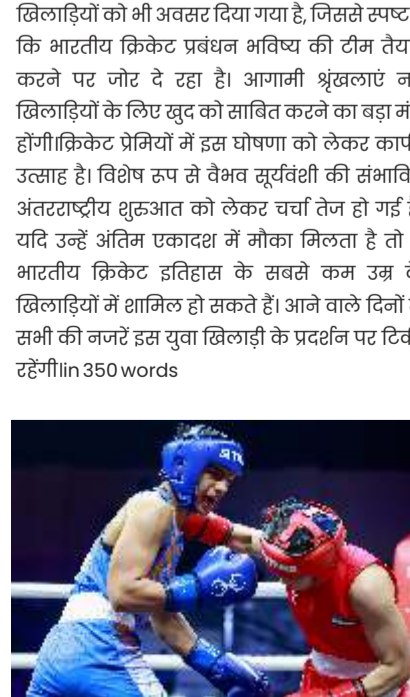 खिलाड़ियों को भी अवसर दिया गया है, जिससे स्पष्ट
कि भारतीय क्रिकेट प्रबंधन भविष्य की टीम तैया
करने पर जोर दे रहा है। आगामी श्रृंखलाएं न
खिलाड़ियों के लिए खुद को साबित करने का बड़ा मं
होंगी।क्रिकेट प्रेमियों में इस घोषणा को लेकर काफ
उत्साह है। विशेष रूप से वैभव सूर्यवंशी की संभावि
अंतरराष्ट्रीय शुरुआत को लेकर चर्चा तेज हो गई है
यदि उन्हें अंतिम एकादश में मौका मिलता है तो
भारतीय क्रिकेट इतिहास के सबसे कम उम्र वे
खिलाड़ियों में शामिल हो सकते हैं। आने वाले दिनों
सभी की नजरें इस युवा खिलाड़ी के प्रदर्शन पर टिकी
रहेंगी।in 350 words